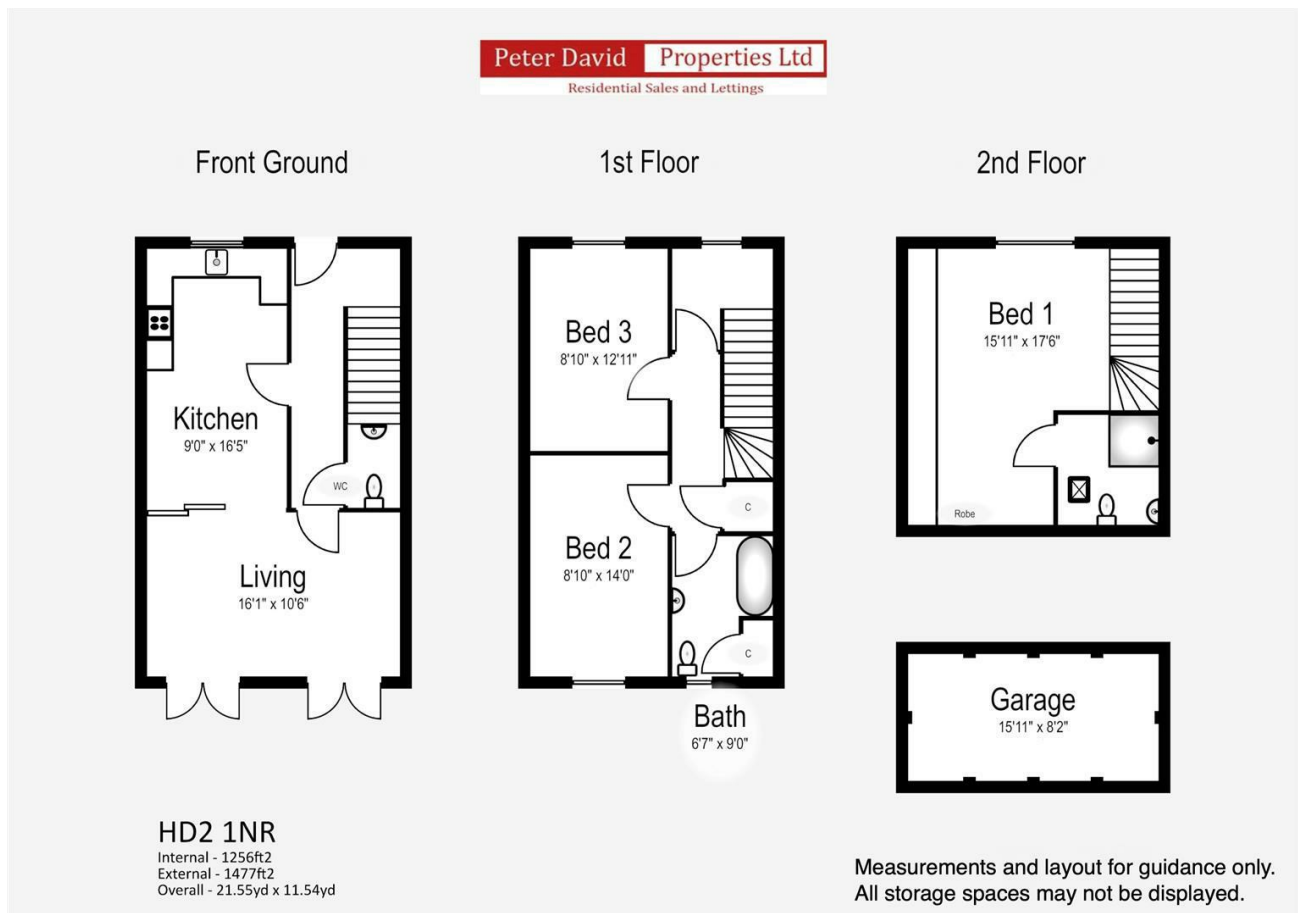 Peter David Properties Ltd
Residential Sales and Lettings
Front Ground
1st Floor
2nd Floor
Kitchen
9'0" x 16'5"
WC
Living
16'1" x 10'6"
Bed 3
8'10" x 12'11"
Bed 2
8'10" x 14'0"
C
C
Bath
6'7" x 9'0"
Bed 1
15'11" x 17'6"
Robe
Garage
15'11" x 8'2"
HD2 1NR
Internal - 1256ft2
External - 1477ft2
Overall - 21.55yd x 11.54yd
Measurements and layout for guidance only.
All storage spaces may not be displayed.